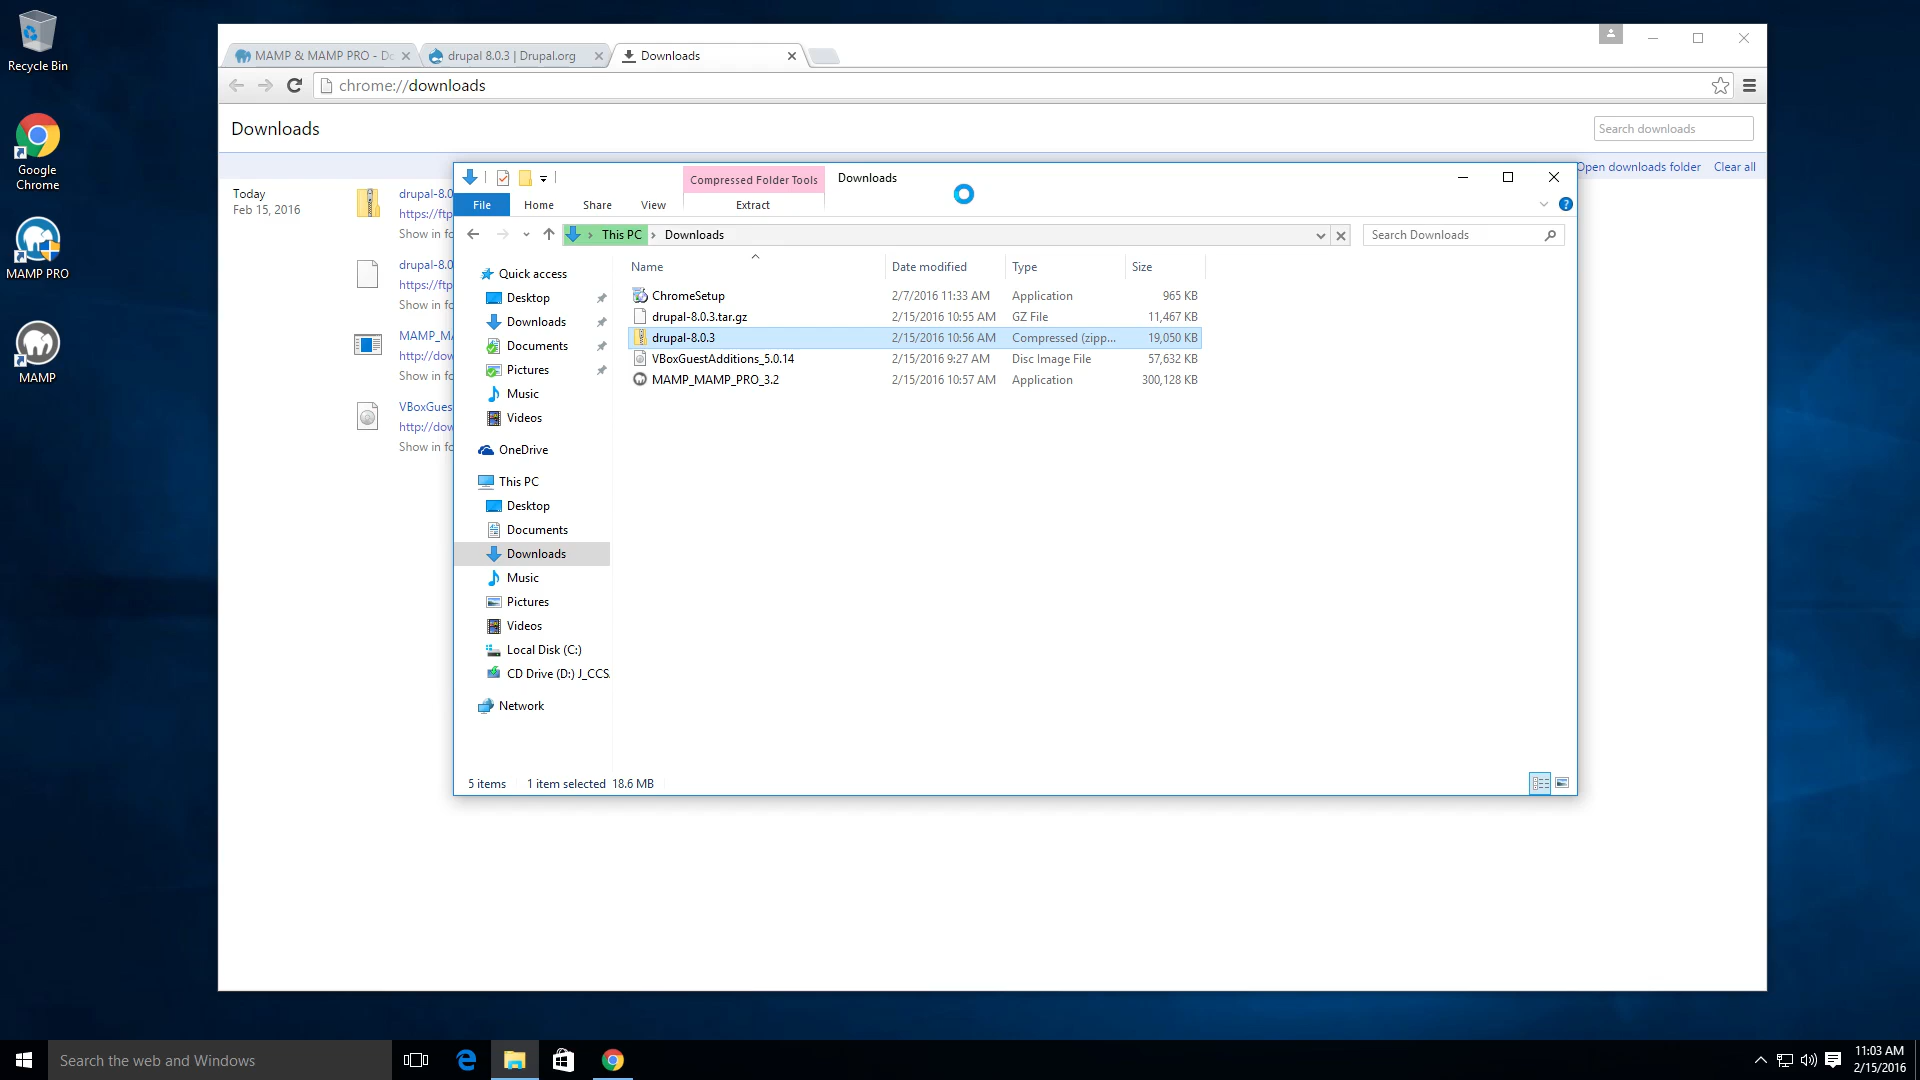 Recycle Bin
Google
Chrome
MAMP PRO
MAMP
MAMP & MAMP PRO - Do
drupal 8.0.3 | Drupal.org
Downloads
chrome://downloads
Downloads
Search downloads
Open downloads folder
Clear all
Today
Feb 15, 2016
drupal-8.0
https://ftp
Show in fo
drupal-8.0
https://ftp
Show in fo
MAMP_MA
http://dow
Show in fo
VBoxGues
http://dow
Show in fo
Compressed Folder Tools
Downloads
File
Home
Share
View
Extract
This PC
Downloads
Search Downloads
Quick access
Desktop
Downloads
Documents
Pictures
Music
Videos
OneDrive
This PC
Desktop
Documents
Downloads
Music
Pictures
Videos
Local Disk (C:)
CD Drive (D:) J_CCS
Network
Name Date modified Type Size
ChromeSetup 2/7/2016 11:33 AM Application 965 KB
drupal-8.0.3.tar.gz 2/15/2016 10:55 AM GZ File 11,467 KB
drupal-8.0.3 2/15/2016 10:56 AM Compressed (zipp... 19,050 KB
VBoxGuestAdditions_5.0.14 2/15/2016 9:27 AM Disc Image File 57,632 KB
MAMP_MAMP_PRO_3.2 2/15/2016 10:57 AM Application 300,128 KB
5 items 1 item selected 18.6 MB
Search the web and Windows
11:03 AM
2/15/2016